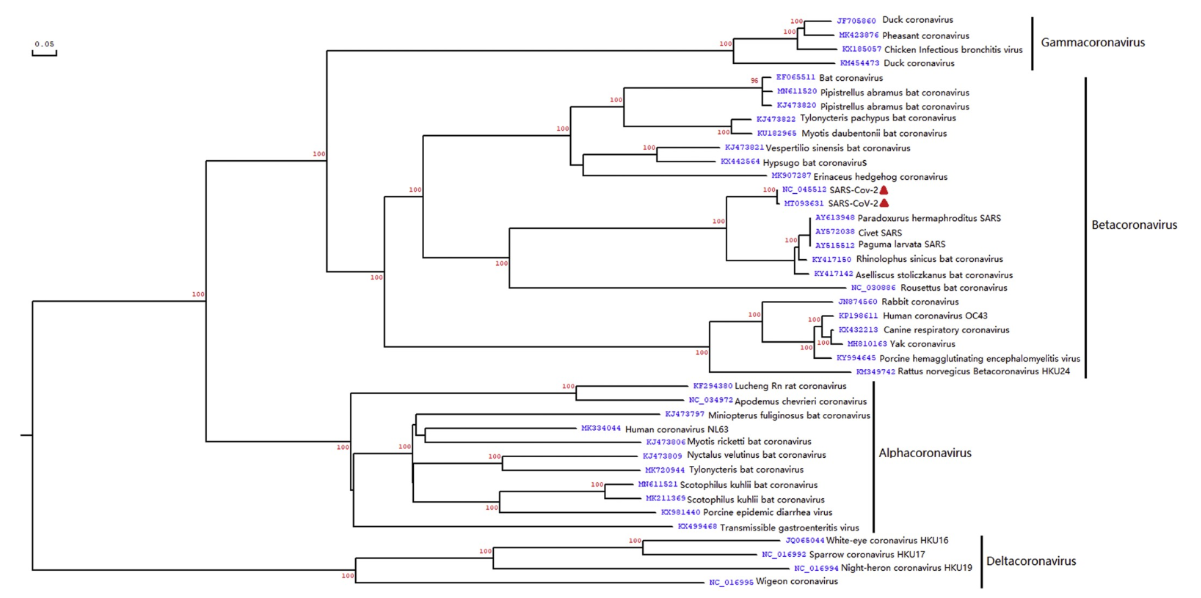 0.05
100 JF705860 Duck coronavirus
100 MK423876 Pheasant coronavirus
100 KX185057 Chicken Infectious bronchitis virus
KM454473 Duck coronavirus
Gammacoronavirus
96 EF065511 Bat coronavirus
MN611520 Pipistrellus abramus bat coronavirus
KJ473820 Pipistrellus abramus bat coronavirus
100
KJ473822 Tylonycteris pachypus bat coronavirus
100 KU182965 Myotis daubentonii bat coronavirus
100
100 KJ473821 Vespertilio sinensis bat coronavirus
KX442564 Hypsugo bat coronavirus
MK907287 Erinaceus hedgehog coronavirus
100
100
100 NC_045512 SARS-Cov-2
MT093631 SARS-CoV-2
AY613948 Paradoxurus hermaphroditus SARS
AY572038 Civet SARS
100 AY515512 Paguma larvata SARS
KY417150 Rhinolophus sinicus bat coronavirus
KY417142 Aselliscus stoliczkanus bat coronavirus
100
100
100
NC_030886 Rousettus bat coronavirus
Betacoronavirus
JN874560 Rabbit coronavirus
100 KP198611 Human coronavirus OC43
100 KX432213 Canine respiratory coronavirus
100 MH810163 Yak coronavirus
100 KY994645 Porcine hemagglutinating encephalomyelitis virus
100 KM349742 Rattus norvegicus Betacoronavirus HKU24
100
100 KF294380 Lucheng Rn rat coronavirus
NC_034972 Apodemus chevrieri coronavirus
KJ473797 Miniopterus fuliginosus bat coronavirus
MK334044 Human coronavirus NL63
100 100 KJ473806 Myotis ricketti bat coronavirus
100 KJ473809 Nyctalus velutinus bat coronavirus
MK720944 Tylonycteris bat coronavirus
Alphacoronavirus
100 MN611521 Scotophilus kuhlii bat coronavirus
MK211369 Scotophilus kuhlii bat coronavirus
100 KX981440 Porcine epidemic diarrhea virus
KX499468 Transmissible gastroenteritis virus
100 JQ065044 White-eye coronavirus HKU16
100 NC_016992 Sparrow coronavirus HKU17
NC_016994 Night-heron coronavirus HKU19
100 NC_016995 Wigeon coronavirus
Deltacoronavirus